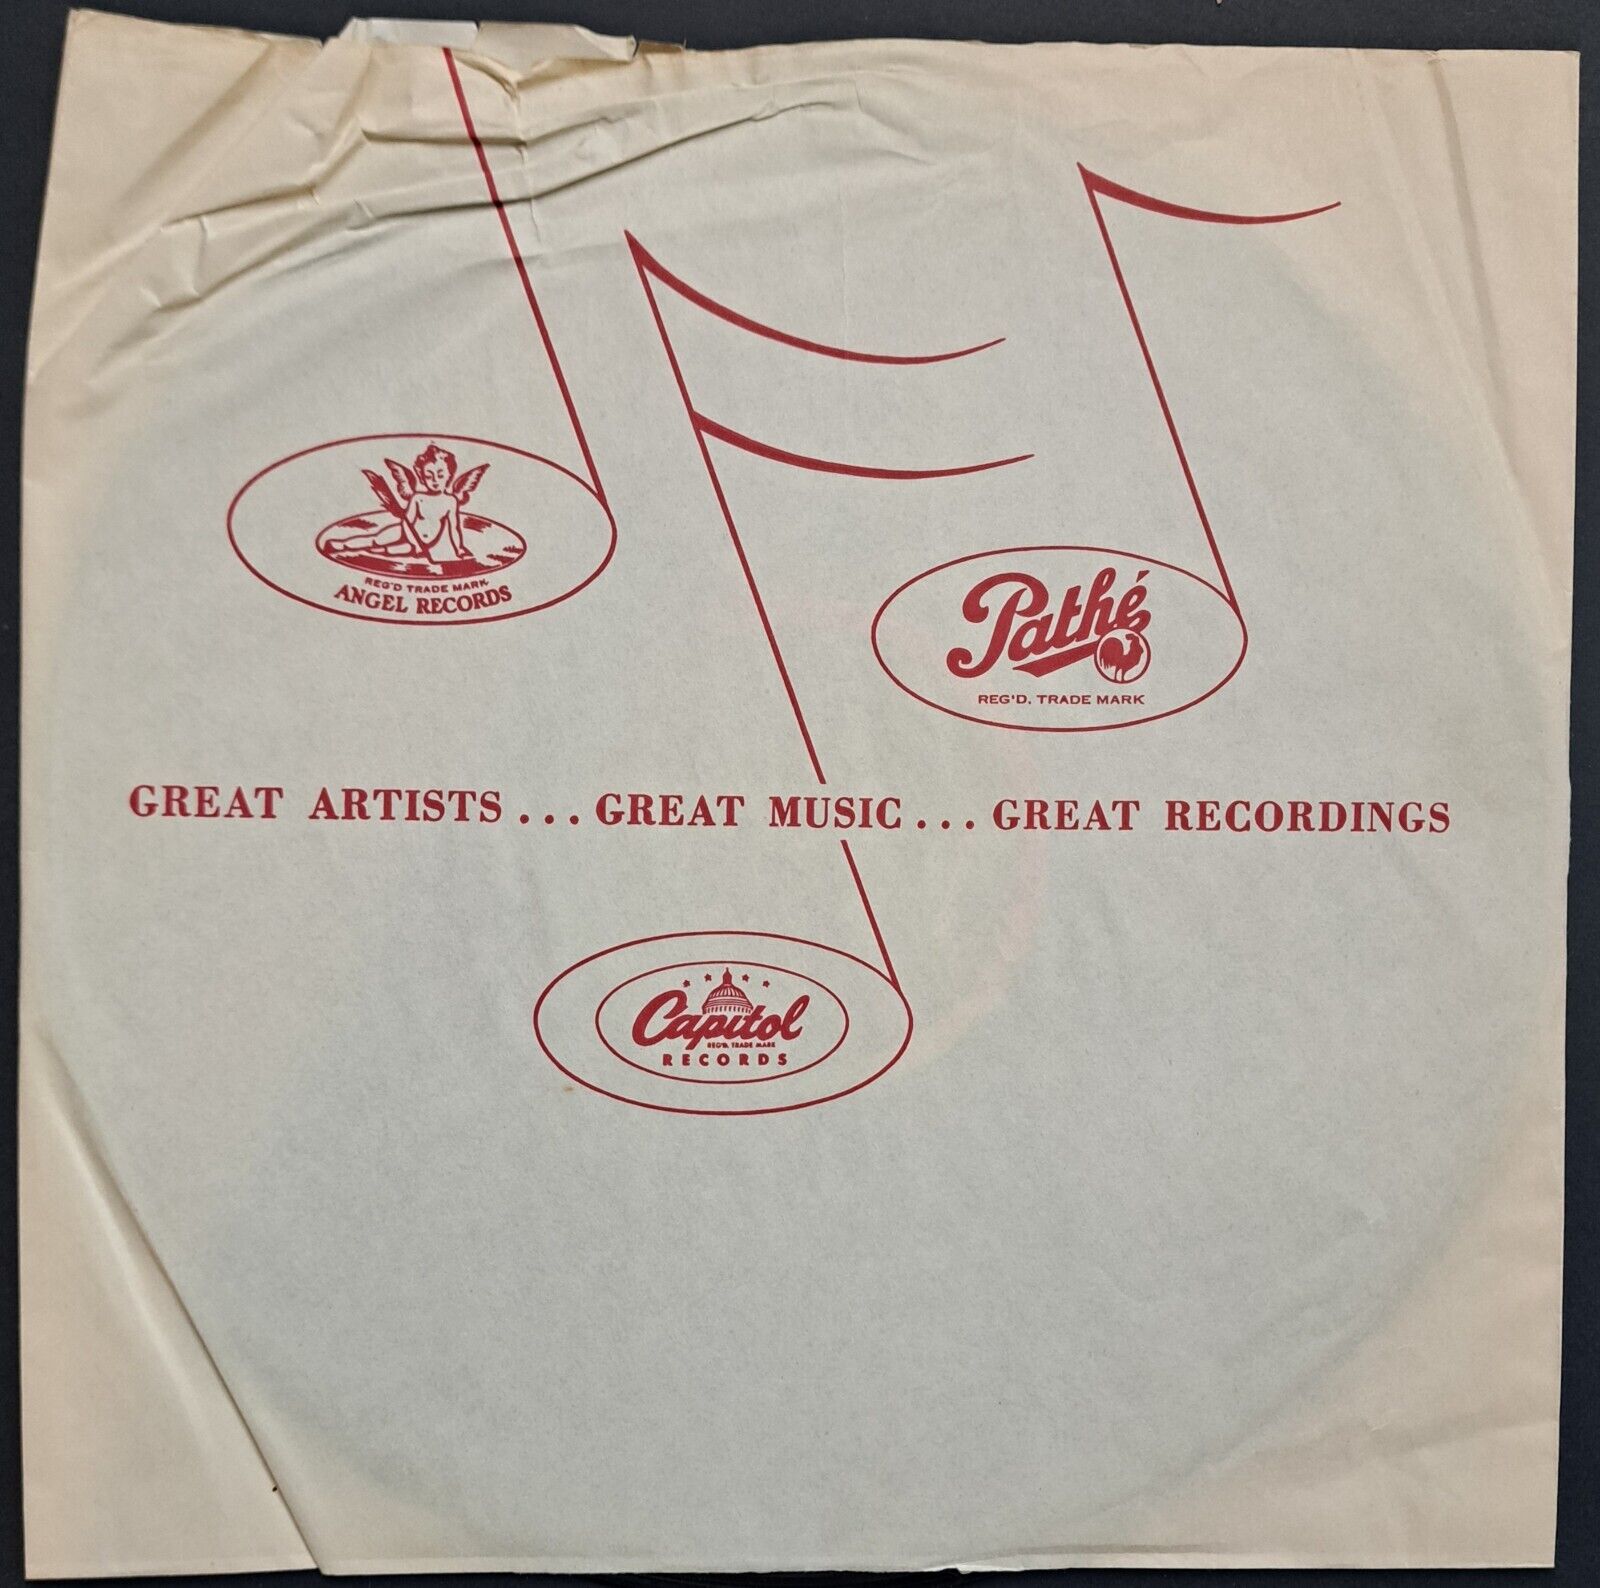 REG'D TRADE MARK
ANGEL RECORDS
Pathé
REG'D. TRADE MARK
GREAT ARTISTS ... GREAT MUSIC ... GREAT RECORDINGS
Capitol
REG'D. TRADE MARK
RECORDS